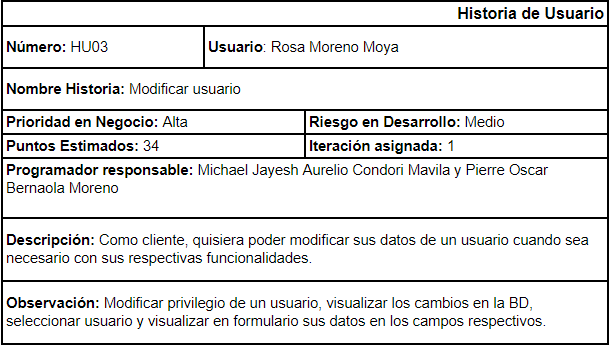 Historia de Usuario
Número: HU03
Usuario: Rosa Moreno Moya
Nombre Historia: Modificar usuario
Prioridad en Negocio: Alta
Riesgo en Desarrollo: Medio
Puntos Estimados: 34
Iteración asignada: 1
Programador responsable: Michael Jayesh Aurelio Condori Mavila y Pierre Oscar
Bernaola Moreno
Descripción: Como cliente, quisiera poder modificar sus datos de un usuario cuando sea
necesario con sus respectivas funcionalidades.
Observación: Modificar privilegio de un usuario, visualizar los cambios en la BD,
seleccionar usuario y visualizar en formulario sus datos en los campos respectivos.